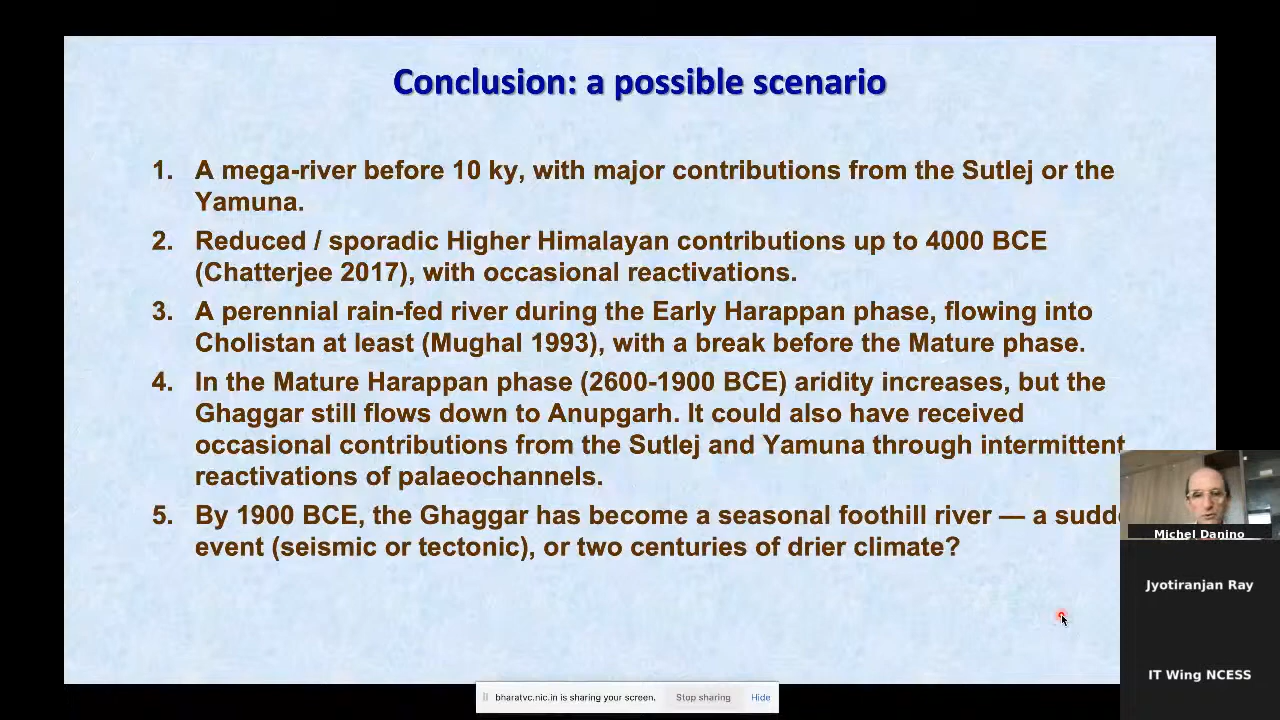 Conclusion: a possible scenario
1. A mega-river before 10 ky, with major contributions from the Sutlej or the
Yamuna.
2. Reduced / sporadic Higher Himalayan contributions up to 4000 BCE
(Chatterjee 2017), with occasional reactivations.
3. A perennial rain-fed river during the Early Harappan phase, flowing into
Cholistan at least (Mughal 1993), with a break before the Mature phase.
4. In the Mature Harappan phase (2600-1900 BCE) aridity increases, but the
Ghaggar still flows down to Anupgarh. It could also have received
occasional contributions from the Sutlej and Yamuna through intermittent
reactivations of palaeochannels.
5. By 1900 BCE, the Ghaggar has become a seasonal foothill river — a
event (seismic or tectonic), or two centuries of drier climate?
Michel Danino
Jyotiranjan Ray
IT Wing NCESS
bharatvc.nic.in is sharing your screen. Stop sharing Hide